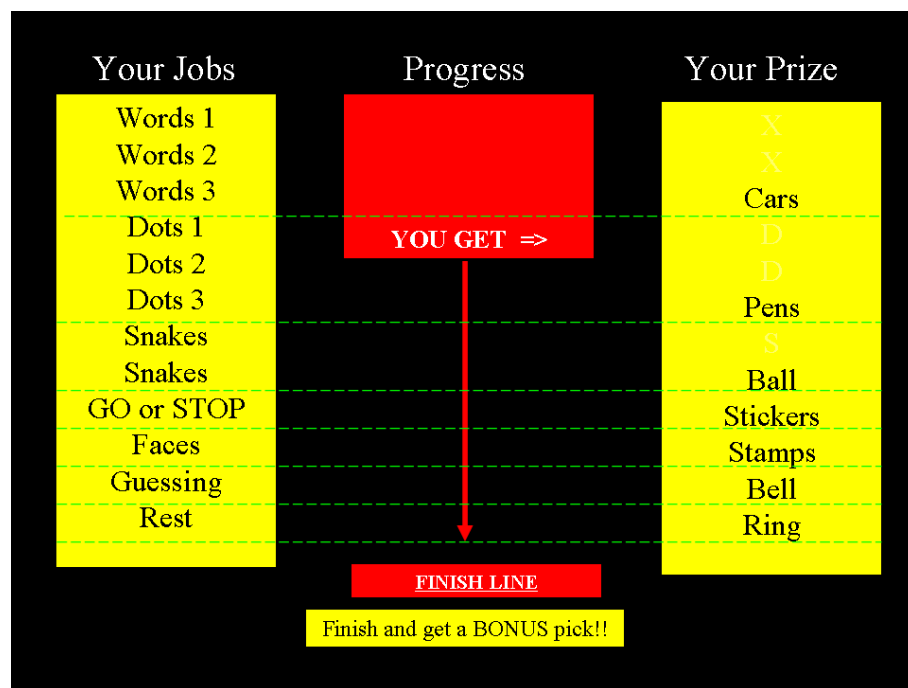 Your Jobs
Words 1
Words 2
Words 3
Dots 1
Dots 2
Dots 3
Snakes
Snakes
GO or STOP
Faces
Guessing
Rest
Progress
YOU GET =>
FINISH LINE
Finish and get a BONUS pick!!
Your Prize
X
X
Cars
D
D
Pens
S
Ball
Stickers
Stamps
Bell
Ring